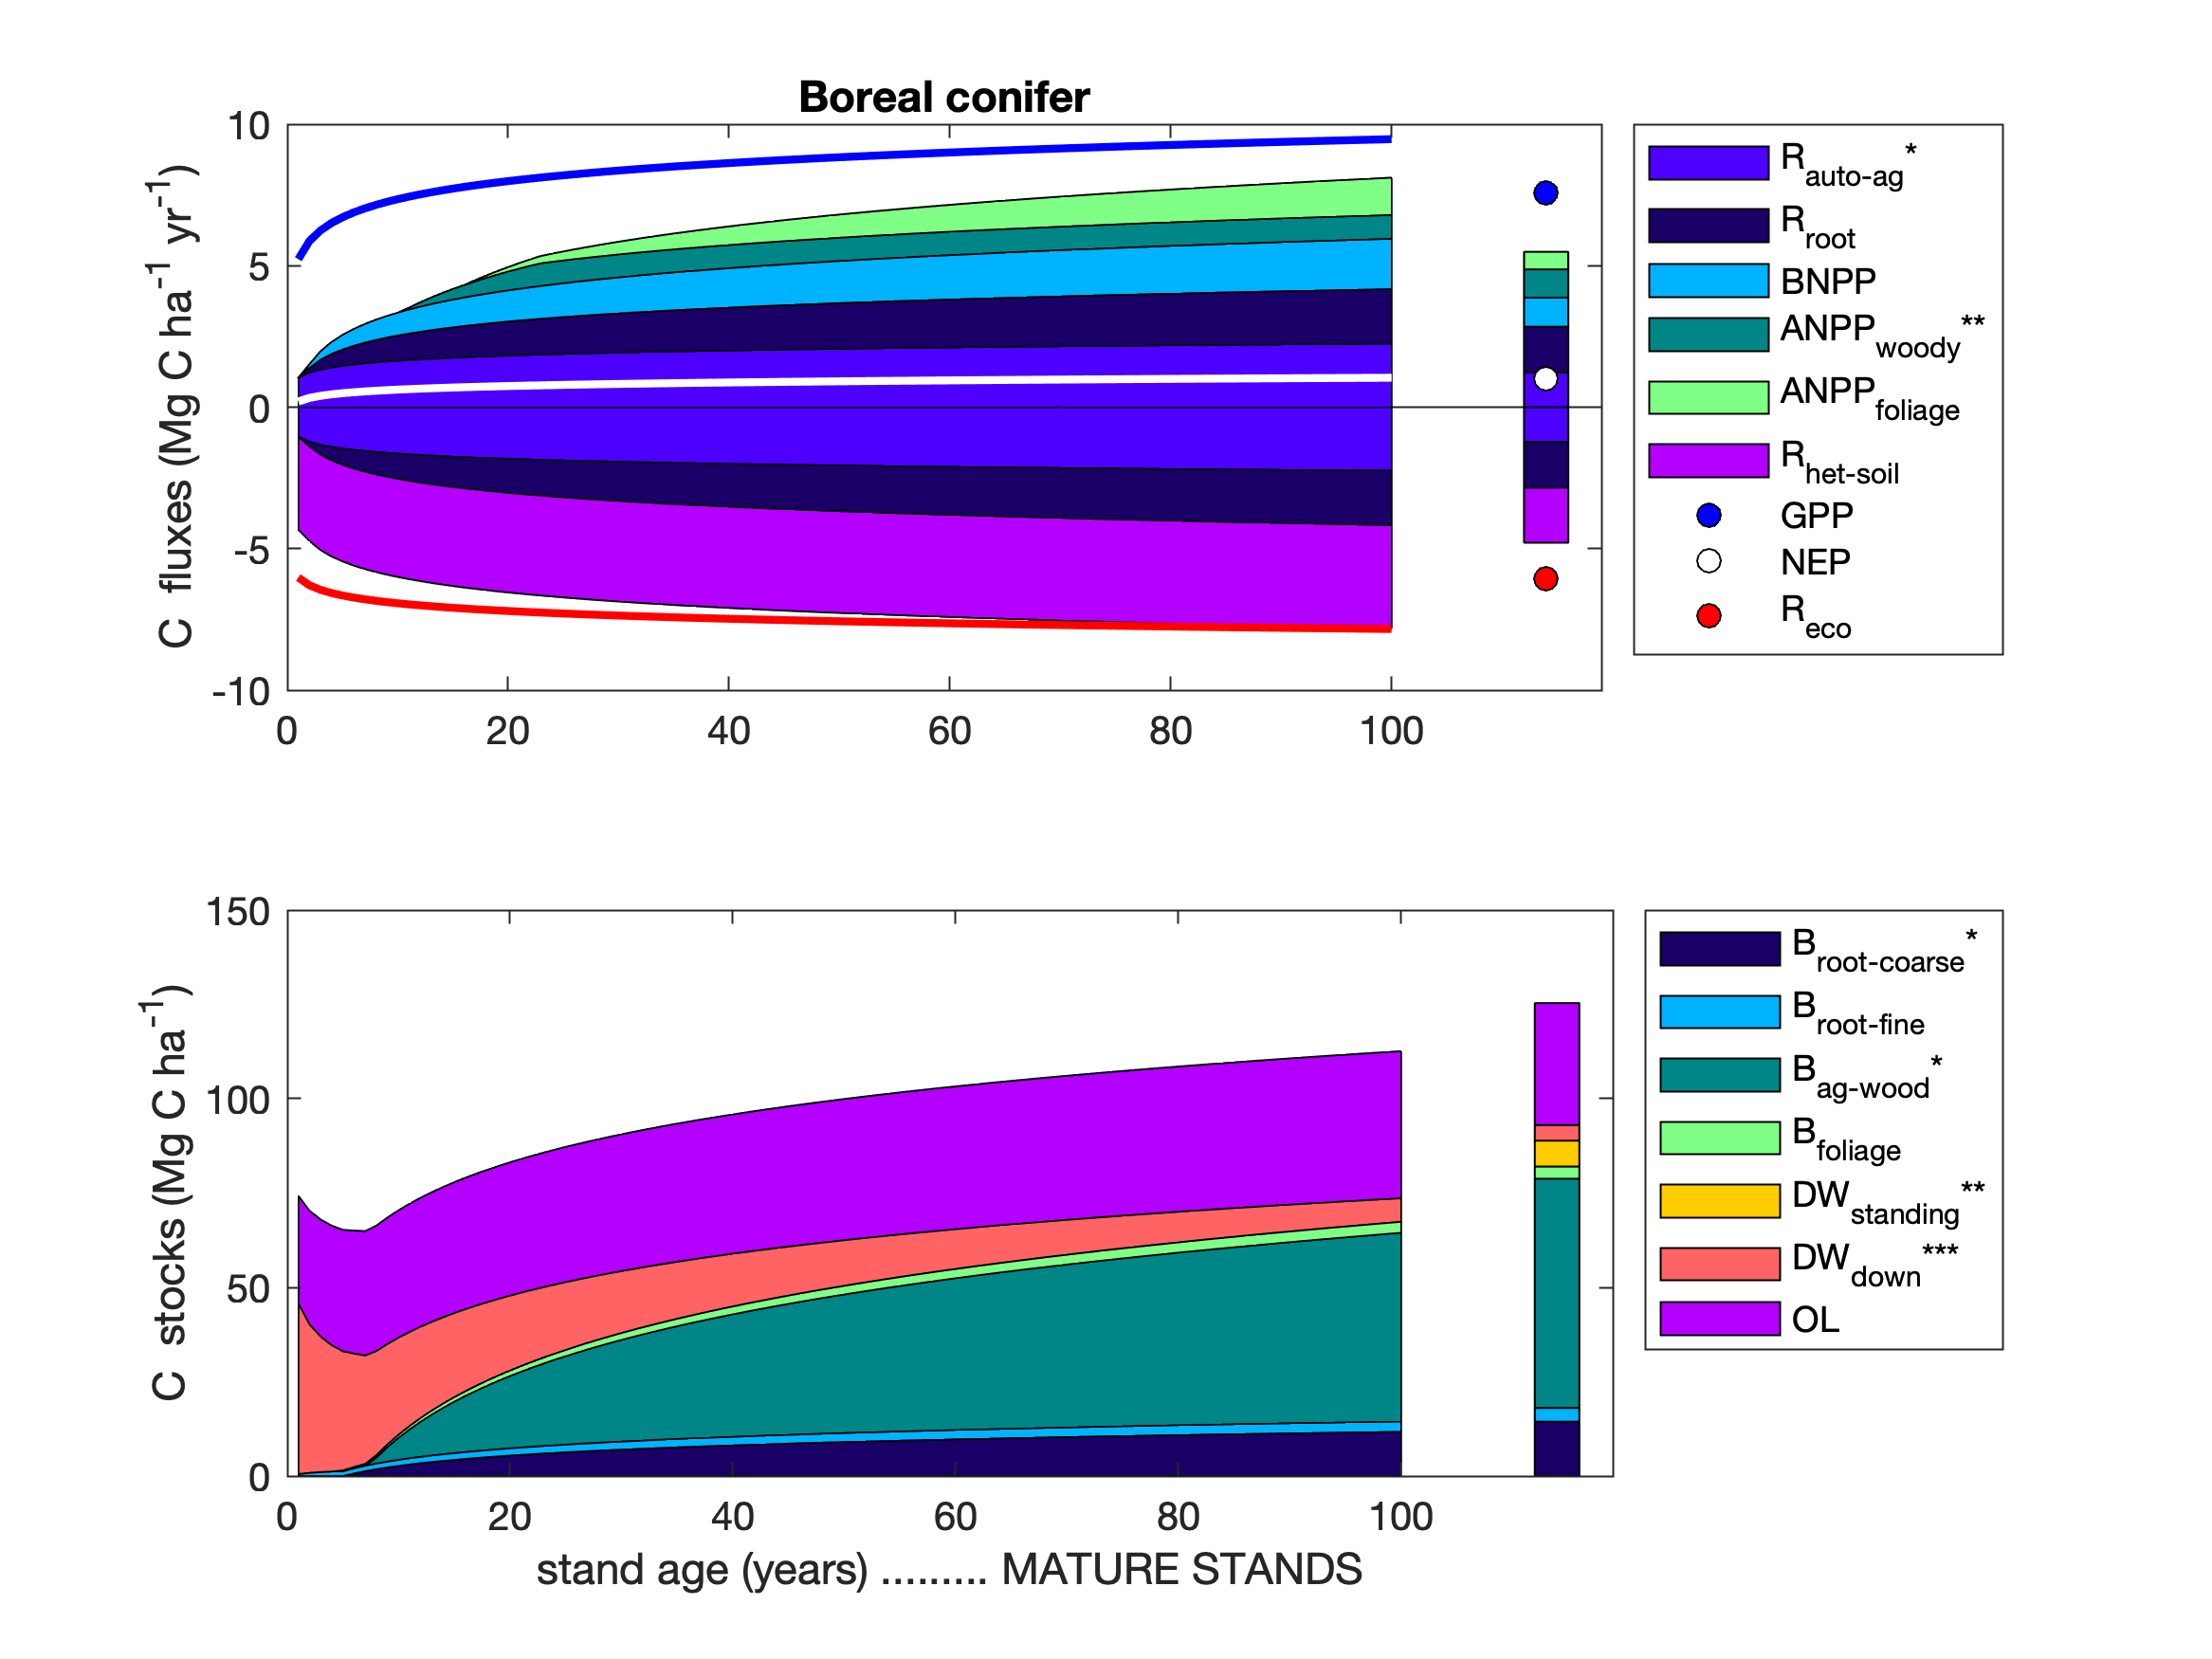 Boreal conifer
10
5
0
-5
-10
C fluxes (Mg C ha-1 yr-1)
0 20 40 60 80 100
Rauto-ag*
Rroot
BNPP
ANPPwoody**
ANPPfoliage
Rhet-soil
GPP
NEP
Reco
150
100
50
0
C stocks (Mg C ha-1)
0 20 40 60 80 100
stand age (years) ......... MATURE STANDS
Broot-coarse*
Broot-fine
Bag-wood*
Bfoliage
DWstanding**
DWdown***
OL